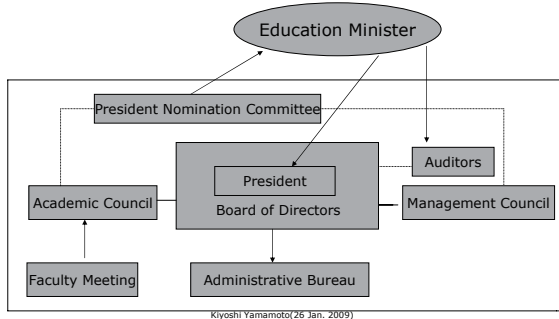 Education Minister
President Nomination Committee
Auditors
President
Academic Council
Board of Directors
Management Council
Faculty Meeting
Administrative Bureau
Kiyoshi Yamamoto(26 Jan. 2009)